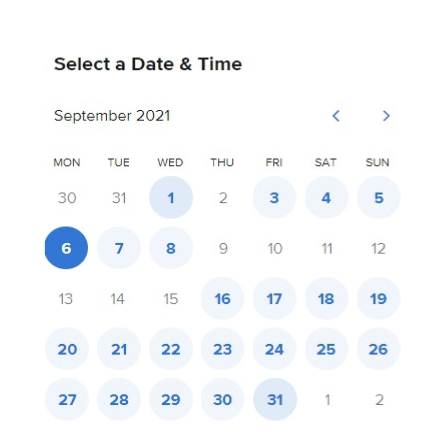 Select a Date & Time
September 2021
MON TUE WED THU FRI SAT SUN
30 31 1 2 3 4 5
6 7 8 9 10 11 12
13 14 15 16 17 18 19
20 21 22 23 24 25 26
27 28 29 30 31 1 2